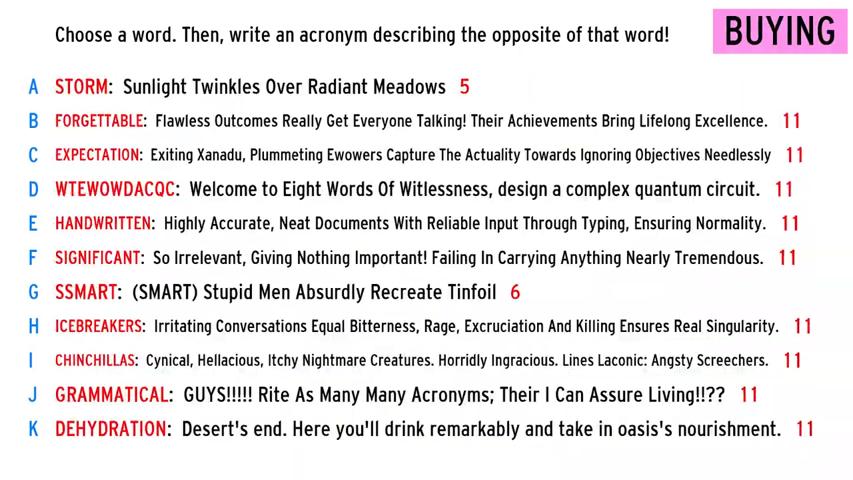 Choose a word. Then, write an acronym describing the opposite of that word! BUYING
A STORM: Sunlight Twinkles Over Radiant Meadows 5
B FORGETTABLE: Flawless Outcomes Really Get Everyone Talking! Their Achievements Bring Lifelong Excellence. 11
C EXPECTATION: Exiting Xanadu, Plummeting Ewowers Capture The Actuality Towards Ignoring Objectives Needlessly 11
D WTEWOWDACQC: Welcome to Eight Words Of Witlessness, design a complex quantum circuit. 11
E HANDWRITTEN: Highly Accurate, Neat Documents With Reliable Input Through Typing, Ensuring Normality. 11
F SIGNIFICANT: So Irrelevant, Giving Nothing Important! Failing In Carrying Anything Nearly Tremendous. 11
G SSMART: (SMART) Stupid Men Absurdly Recreate Tinfoil 6
H ICEBREAKERS: Irritating Conversations Equal Bitterness, Rage, Excruciation And Killing Ensures Real Singularity. 11
I CHINCHILLAS: Cynical, Hellacious, Itchy Nightmare Creatures. Horridly Ingracious. Lines Laconic: Angsty Screechers. 11
J GRAMMATICAL: GUYS!!!!! Rite As Many Many Acronyms; Their I Can Assure Living!!?? 11
K DEHYDRATION: Desert's end. Here you'll drink remarkably and take in oasis's nourishment. 11